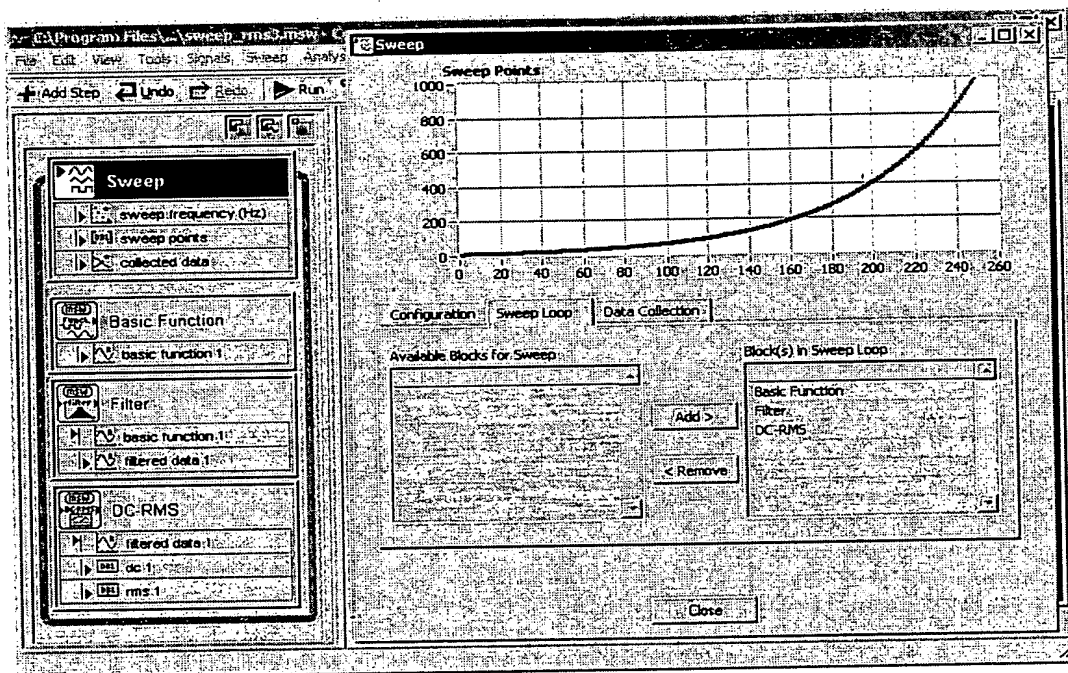 E:\Program Files\...\sweep_rms3.msw
File Edit View Tools Signals Sweep Analys
Add Step Undo Redo Run
Sweep
sweep frequency (Hz)
sweep points
collected data
Basic Function
basic function 1
Filter
basic function 1
filtered data 1
DC-RMS
filtered data 1
dc 1
rms 1
Sweep
Sweep Points
1000
800
600
400
200
0
0 20 40 60 80 100 120 140 160 180 200 220 240 260
Configuration Sweep Loop Data Collection
Available Blocks for Sweep
Block(s) in Sweep Loop
Basic Function
Filter
DC-RMS
Add >
< Remove
Close